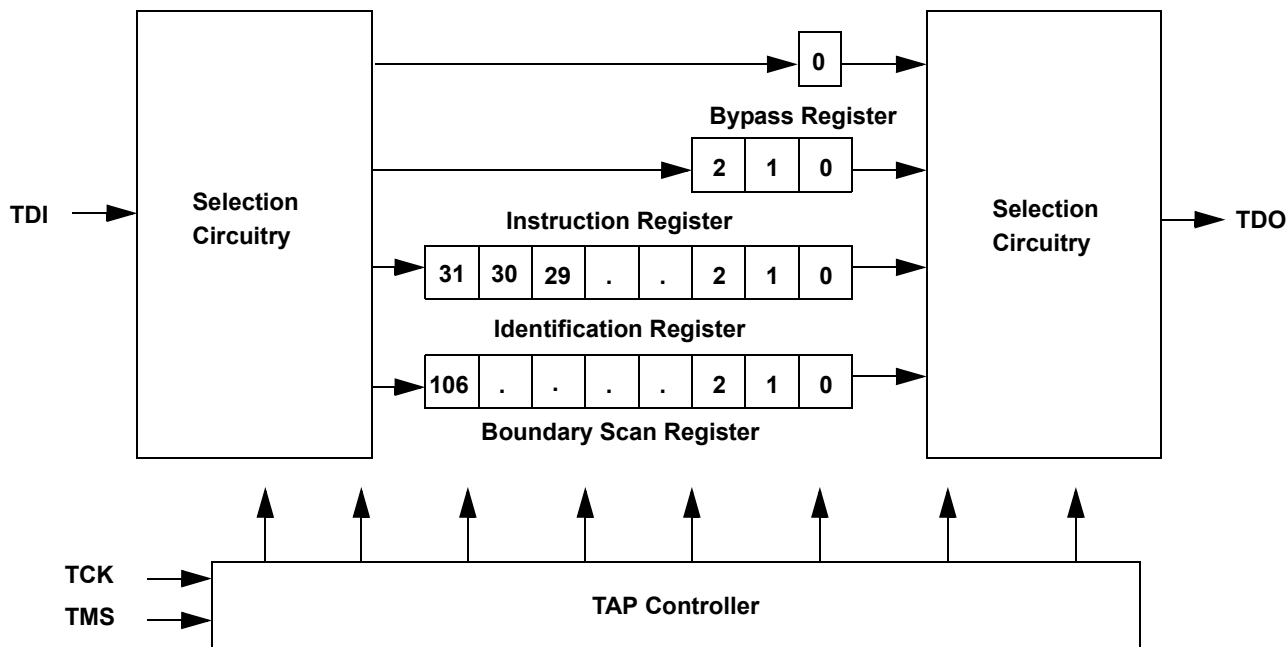 0
Bypass Register
2 1 0
Selection
Circuitry
TDI
Instruction Register
Selection
Circuitry
TDO
31 30 29 . . 2 1 0
Identification Register
106 . . . . 2 1 0
Boundary Scan Register
TCK
TMS
TAP Controller